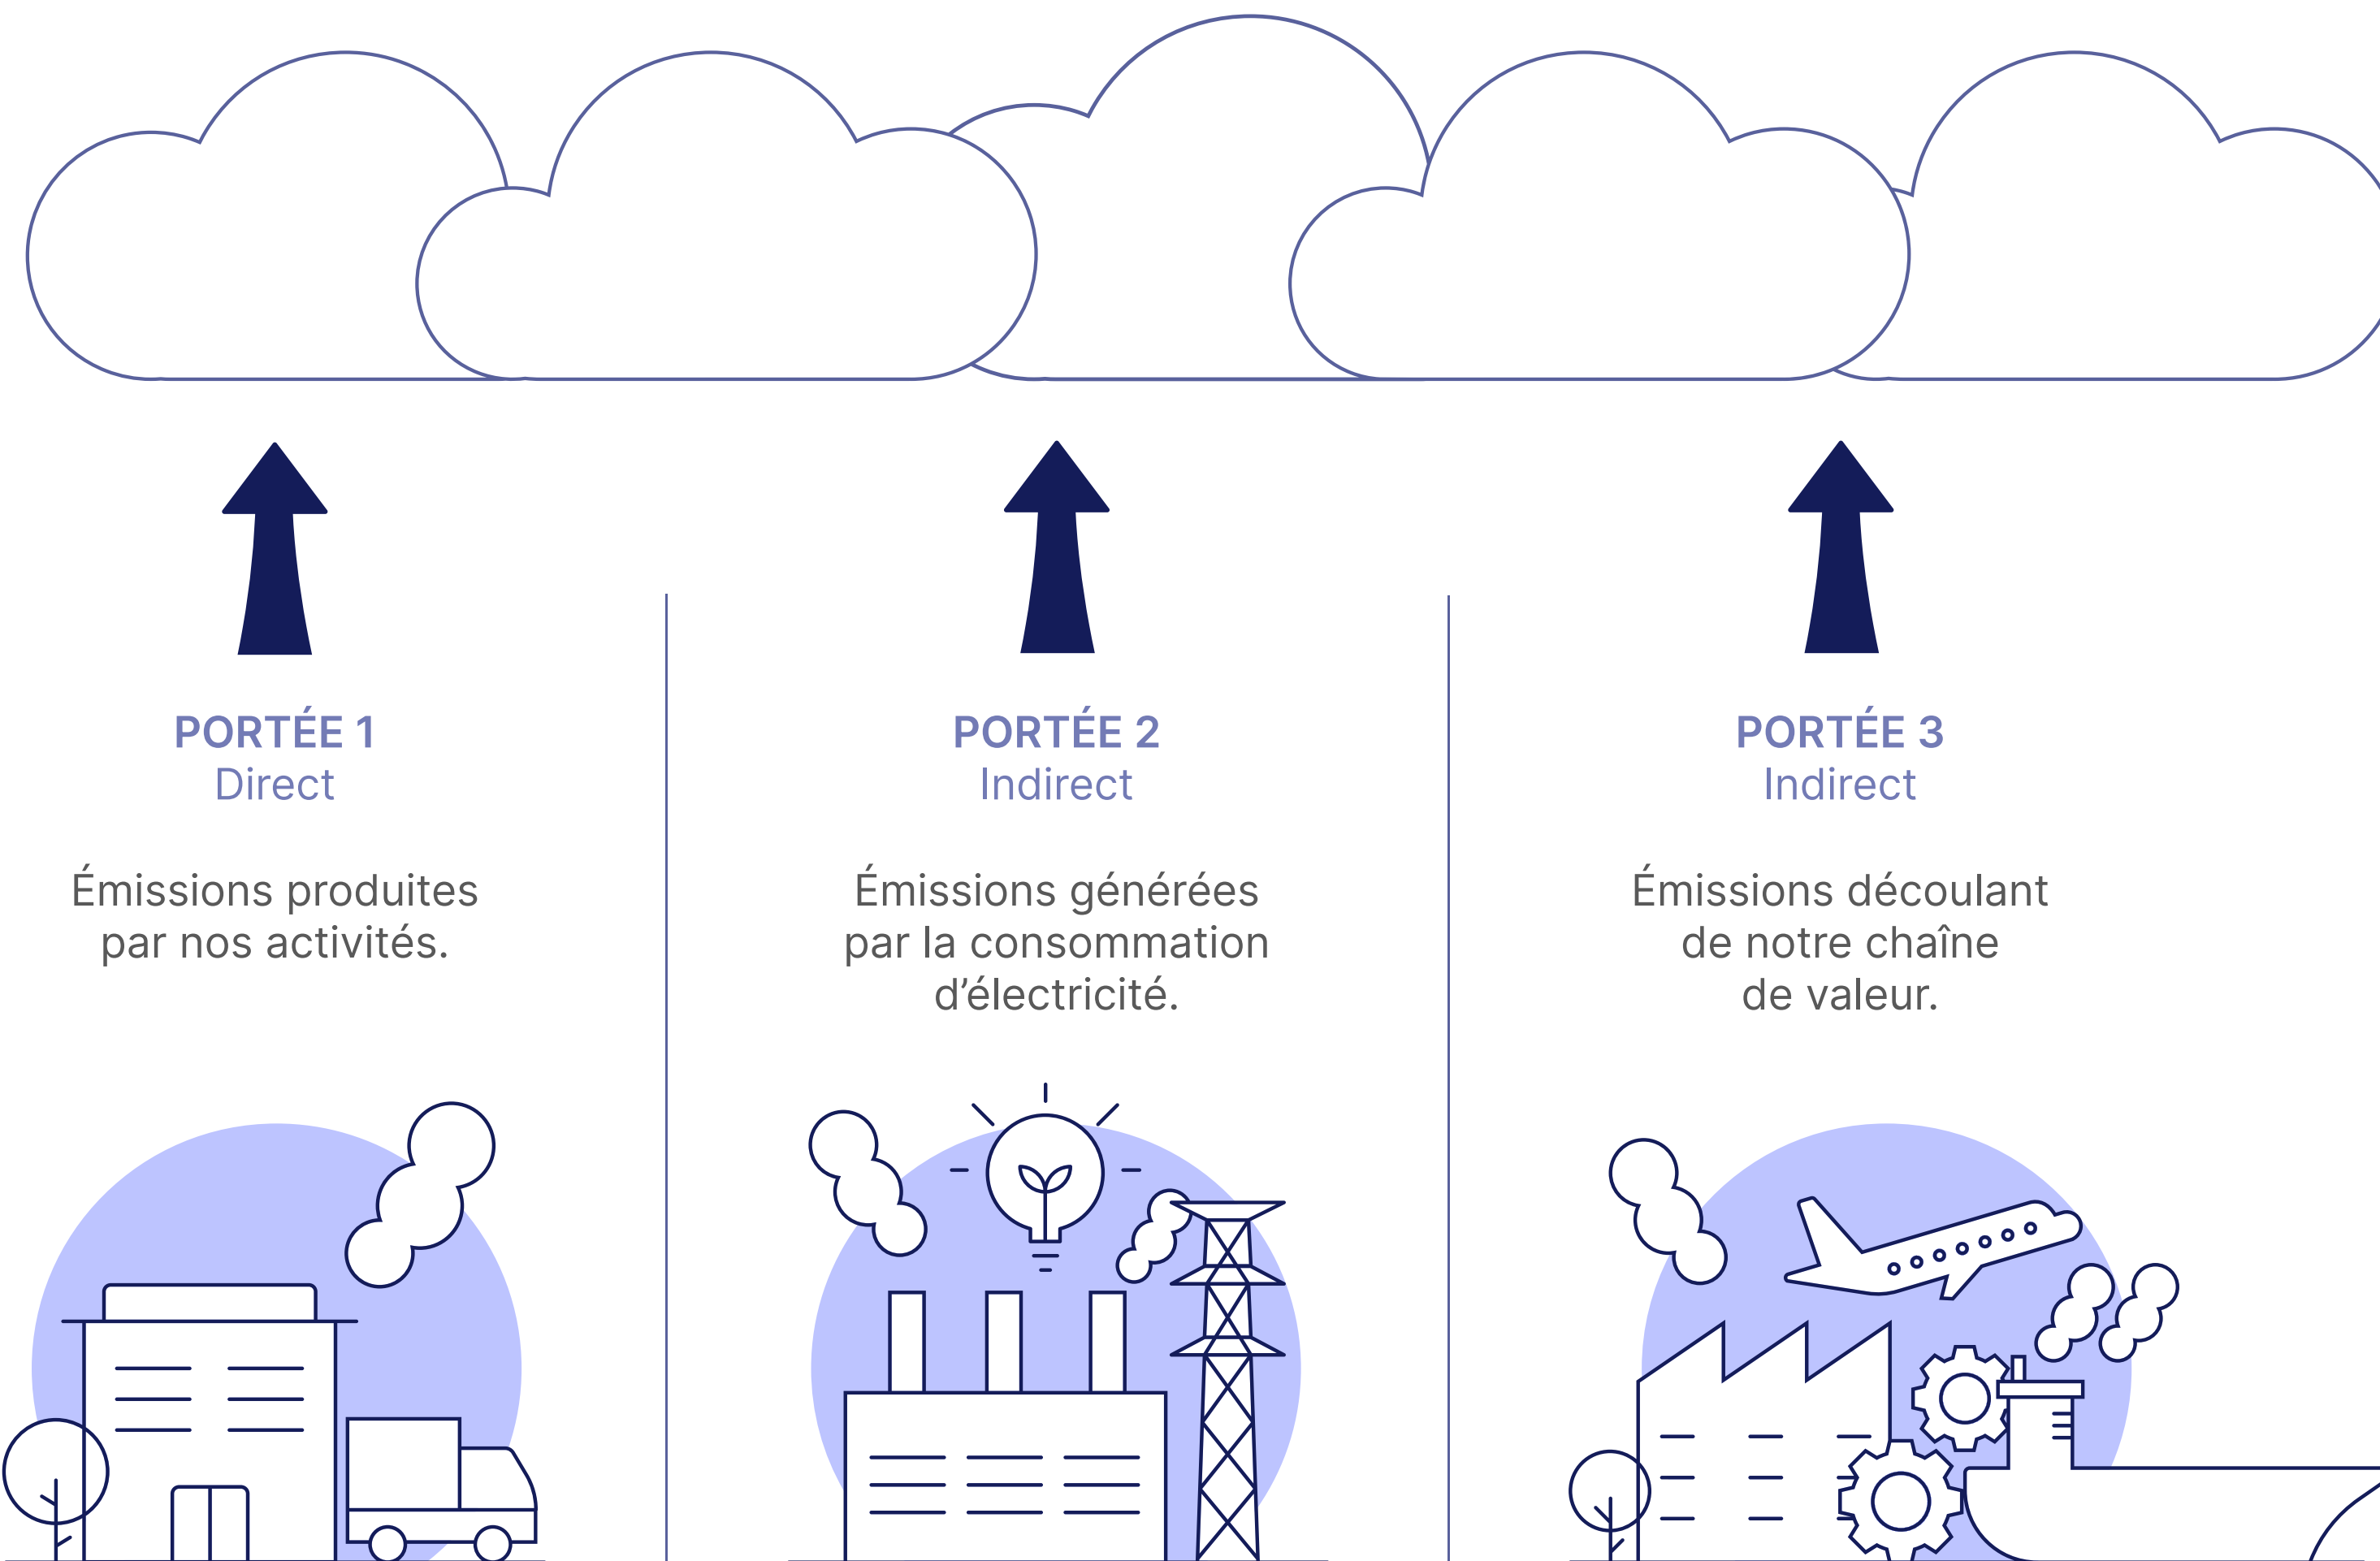 PORTÉE 1
Direct
Émissions produites
par nos activités.
PORTÉE 2
Indirect
Émissions générées
par la consommation
d’électricité.
PORTÉE 3
Indirect
Émissions découlant
de notre chaîne
de valeur.